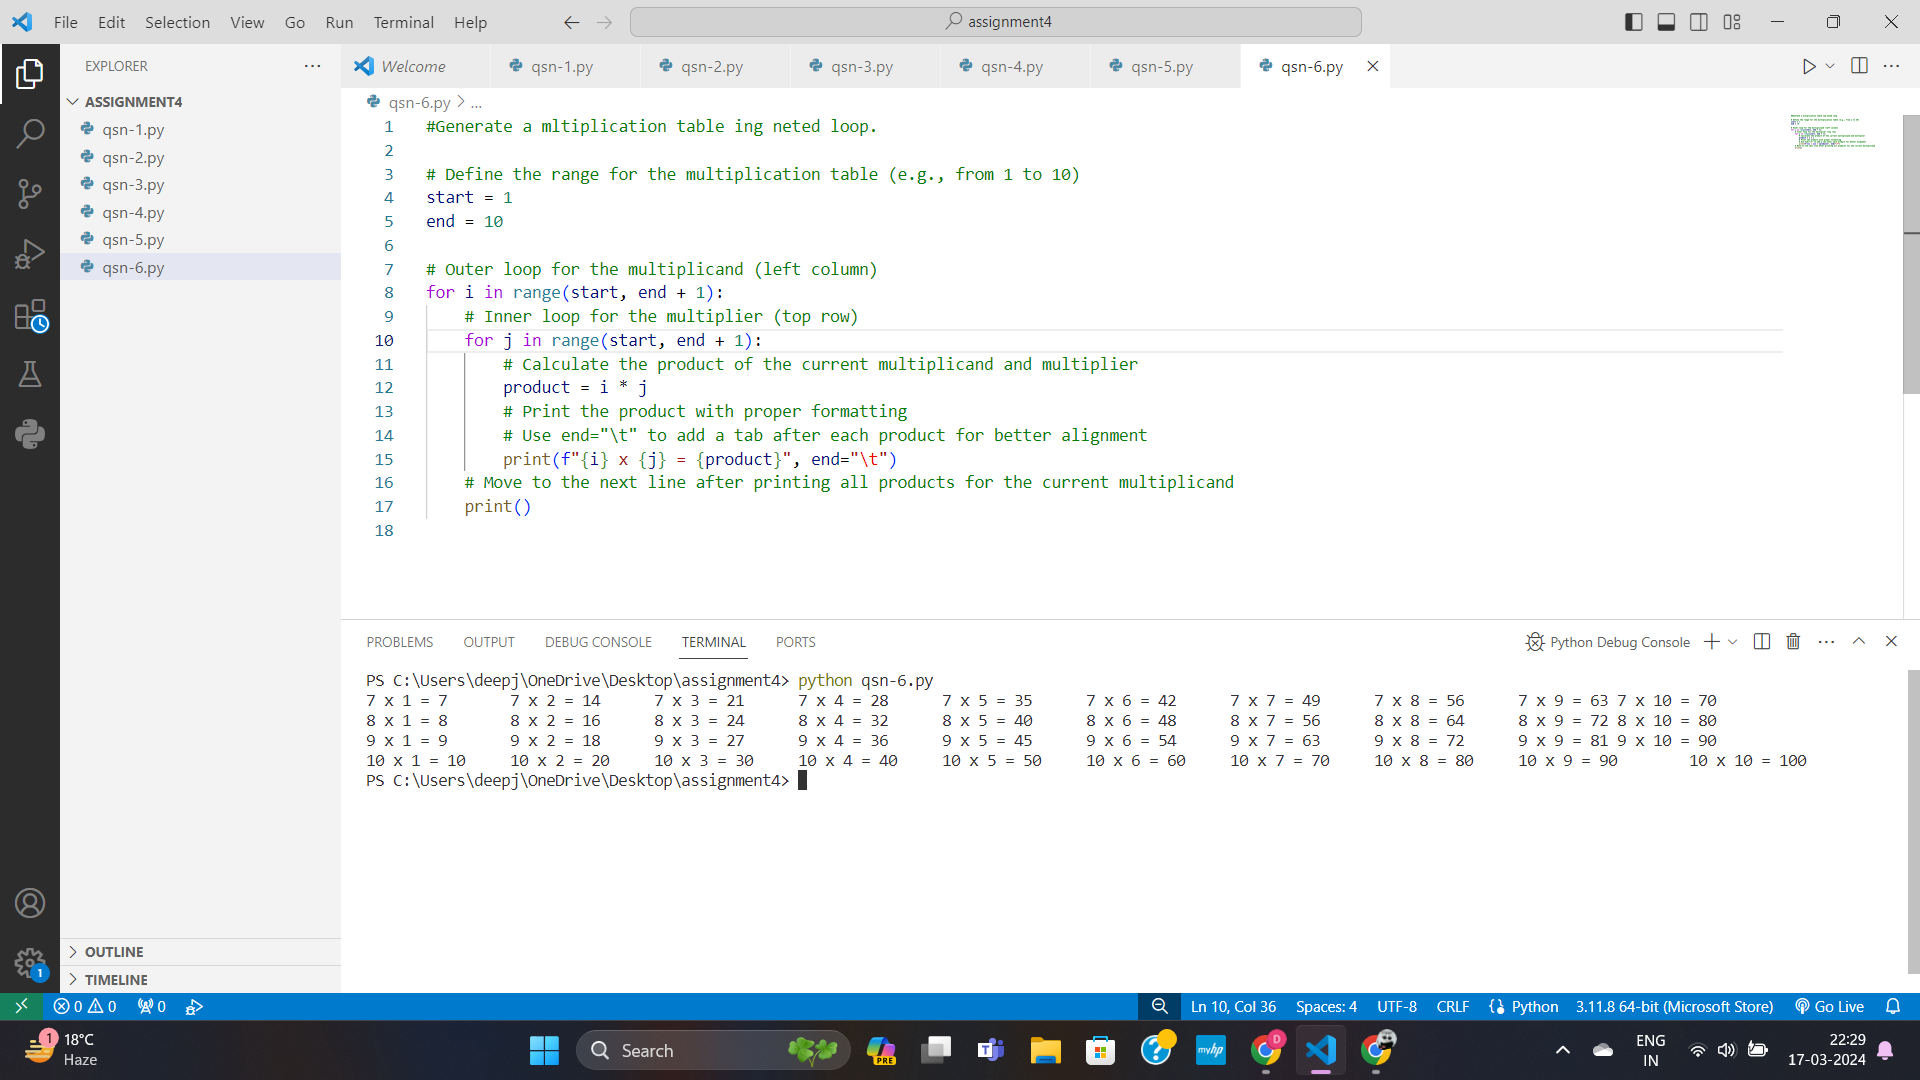 File Edit Selection View Go Run Terminal Help assignment4
EXPLORER
ASSIGNMENT4
qsn-1.py
qsn-2.py
qsn-3.py
qsn-4.py
qsn-5.py
qsn-6.py
OUTLINE
TIMELINE
Welcome qsn-1.py qsn-2.py qsn-3.py qsn-4.py qsn-5.py qsn-6.py
qsn-6.py > ...
1 #Generate a mltiplication table ing neted loop.
2
3 # Define the range for the multiplication table (e.g., from 1 to 10)
4 start = 1
5 end = 10
6
7 # Outer loop for the multiplicand (left column)
8 for i in range(start, end + 1):
9 # Inner loop for the multiplier (top row)
10 for j in range(start, end + 1):
11 # Calculate the product of the current multiplicand and multiplier
12 product = i * j
13 # Print the product with proper formatting
14 # Use end="\t" to add a tab after each product for better alignment
15 print(f"{i} x {j} = {product}", end="\t")
16 # Move to the next line after printing all products for the current multiplicand
17 print()
18
PROBLEMS OUTPUT DEBUG CONSOLE TERMINAL PORTS Python Debug Console
PS C:\Users\deepj\OneDrive\Desktop\assignment4> python qsn-6.py
7 x 1 = 7 7 x 2 = 14 7 x 3 = 21 7 x 4 = 28 7 x 5 = 35 7 x 6 = 42 7 x 7 = 49 7 x 8 = 56 7 x 9 = 63 7 x 10 = 70
8 x 1 = 8 8 x 2 = 16 8 x 3 = 24 8 x 4 = 32 8 x 5 = 40 8 x 6 = 48 8 x 7 = 56 8 x 8 = 64 8 x 9 = 72 8 x 10 = 80
9 x 1 = 9 9 x 2 = 18 9 x 3 = 27 9 x 4 = 36 9 x 5 = 45 9 x 6 = 54 9 x 7 = 63 9 x 8 = 72 9 x 9 = 81 9 x 10 = 90
10 x 1 = 10 10 x 2 = 20 10 x 3 = 30 10 x 4 = 40 10 x 5 = 50 10 x 6 = 60 10 x 7 = 70 10 x 8 = 80 10 x 9 = 90 10 x 10 = 100
PS C:\Users\deepj\OneDrive\Desktop\assignment4>
1
0 0 0 Ln 10, Col 36 Spaces: 4 UTF-8 CRLF Python 3.11.8 64-bit (Microsoft Store) Go Live
1 18°C
Haze
Search
PRE
myhp
D
ENG
IN
22:29
17-03-2024